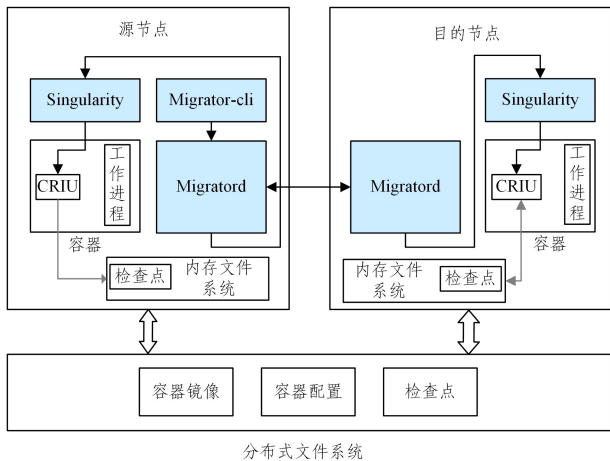 源节点
目的节点
Singularity
Migrator-cli
Singularity
CRIU
工作进程
Migratord
Migratord
CRIU
工作进程
容器
容器
检查点
内存文件
系统
内存文件
系统
检查点
容器镜像
容器配置
检查点
分布式文件系统